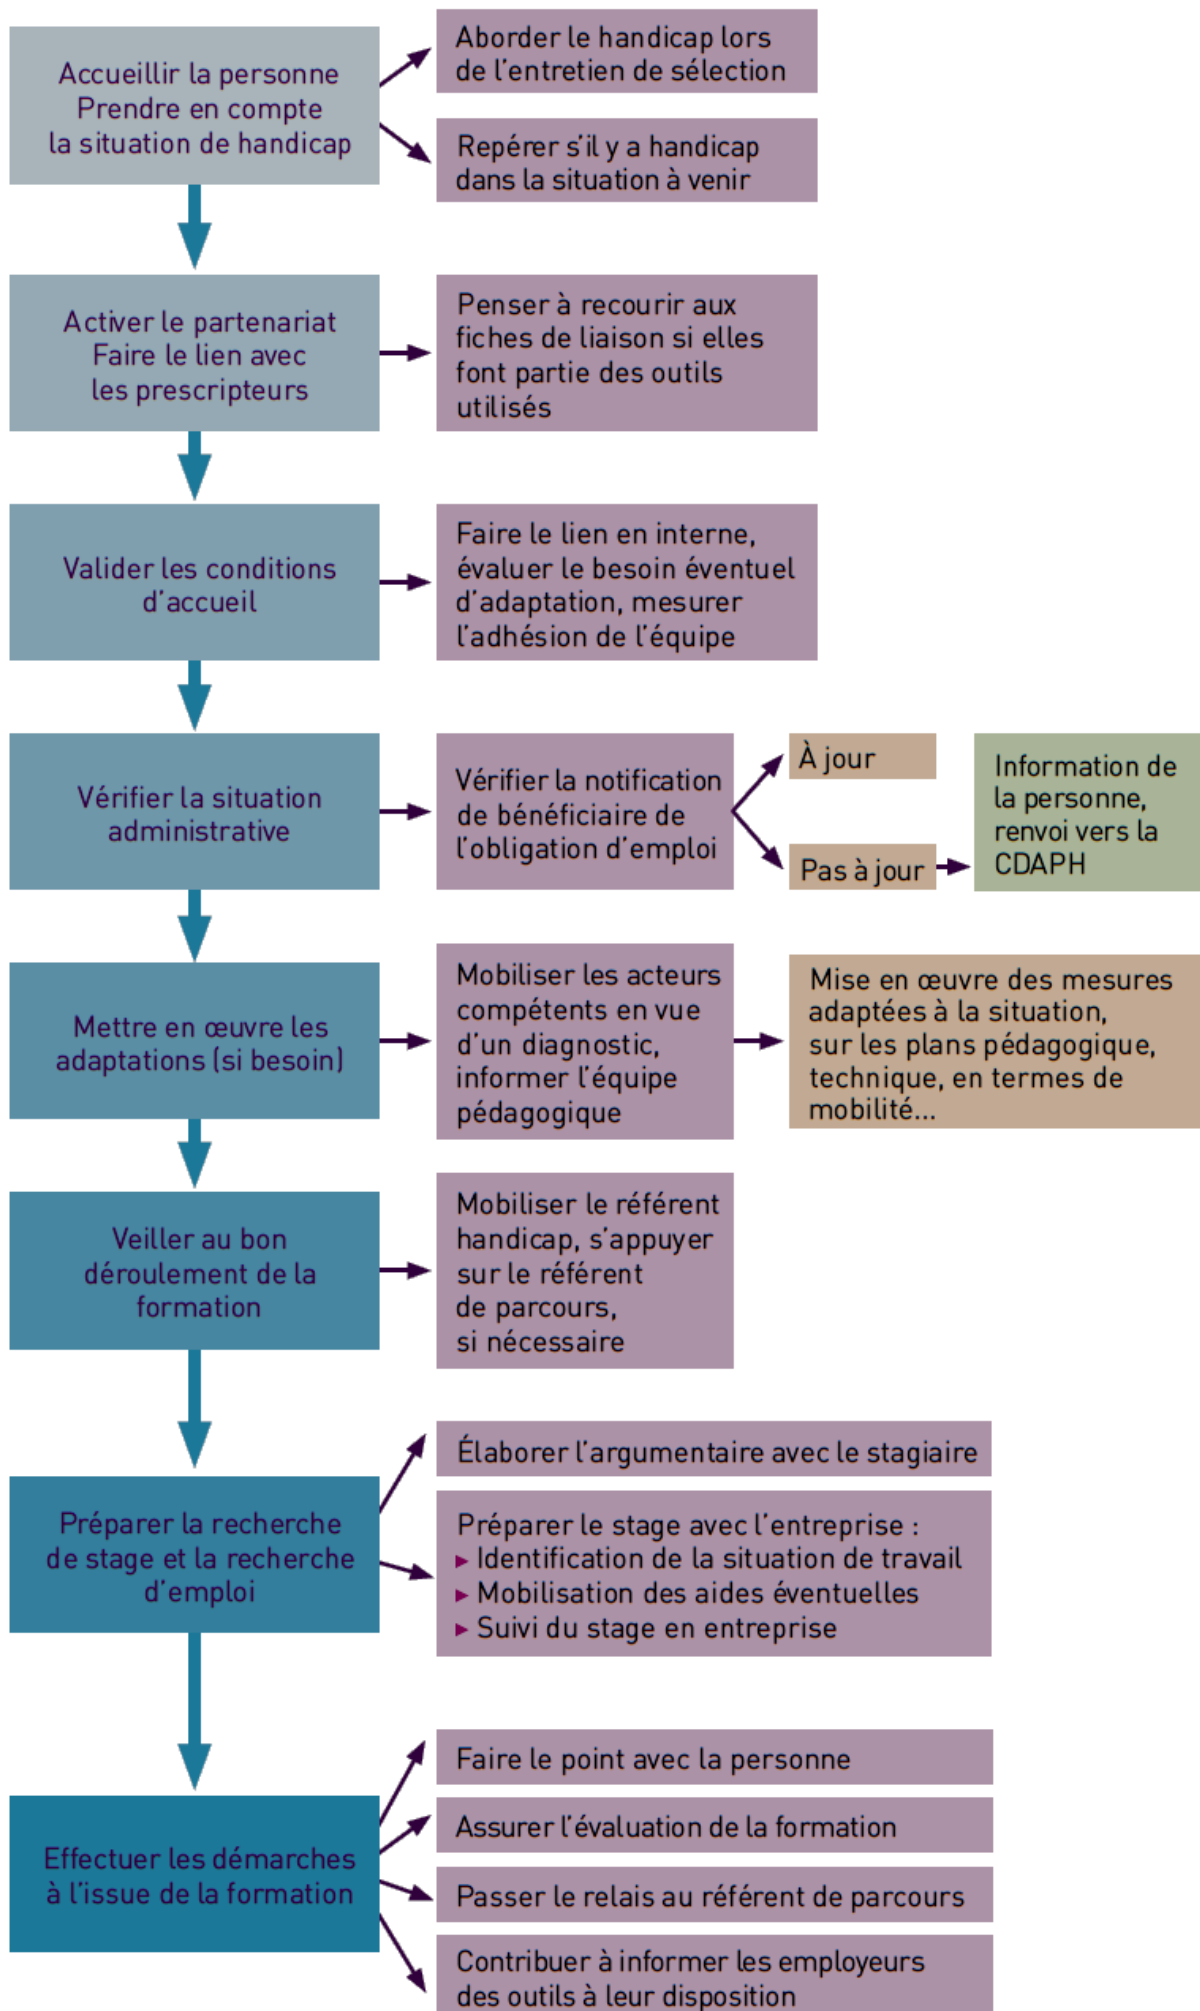 Accueillir la personne
Prendre en compte
la situation de handicap
Aborder le handicap lors
de l'entretien de sélection
Repérer s'il y a handicap
dans la situation à venir
Activer le partenariat
Faire le lien avec
les prescripteurs
Penser à recourir aux
fiches de liaison si elles
font partie des outils
utilisés
Valider les conditions
d'accueil
Faire le lien en interne,
évaluer le besoin éventuel
d'adaptation, mesurer
l'adhésion de l'équipe
Vérifier la situation
administrative
Vérifier la notification
de bénéficiaire de
l'obligation d'emploi
À jour
Pas à jour
Information de
la personne,
renvoi vers la
CDAPH
Mettre en œuvre les
adaptations (si besoin)
Mobiliser les acteurs
compétents en vue
d'un diagnostic,
informer l'équipe
pédagogique
Mise en œuvre des mesures
adaptées à la situation,
sur les plans pédagogique,
technique, en termes de
mobilité...
Veiller au bon
déroulement de la
formation
Mobiliser le référent
handicap, s'appuyer
sur le référent
de parcours,
si nécessaire
Préparer la recherche
de stage et la recherche
d'emploi
Élaborer l'argumentaire avec le stagiaire
Préparer le stage avec l'entreprise :
▸ Identification de la situation de travail
▸ Mobilisation des aides éventuelles
▸ Suivi du stage en entreprise
Effectuer les démarches
à l'issue de la formation
Faire le point avec la personne
Assurer l'évaluation de la formation
Passer le relais au référent de parcours
Contribuer à informer les employeurs
des outils à leur disposition